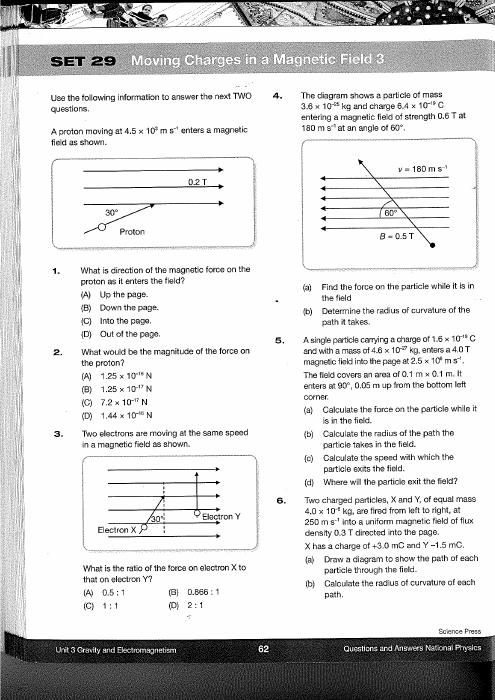 SET 29 Moving Charges in a Magnetic Field 3
Use the following information to answer the next TWO
questions.
A proton moving at 4.5 × 10³ m s⁻¹ enters a magnetic
field as shown.
0.2 T
30°
Proton
1. What is direction of the magnetic force on the
proton as it enters the field?
(A) Up the page.
(B) Down the page.
(C) Into the page.
(D) Out of the page.
2. What would be the magnitude of the force on
the proton?
(A) 1.25 × 10⁻¹⁶ N
(B) 1.25 × 10⁻¹⁷ N
(C) 7.2 × 10⁻¹⁷ N
(D) 1.44 × 10⁻¹⁶ N
3. Two electrons are moving at the same speed
in a magnetic field as shown.
30°
Electron Y
Electron X
What is the ratio of the force on electron X to
that on electron Y?
(A) 0.5 : 1 (B) 0.866 : 1
(C) 1 : 1 (D) 2 : 1
4. The diagram shows a particle of mass
3.6 × 10⁻²⁵ kg and charge 6.4 × 10⁻¹⁹ C
entering a magnetic field of strength 0.6 T at
180 m s⁻¹ at an angle of 60°.
v = 180 m s⁻¹
60°
B = 0.5 T
(a) Find the force on the particle while it is in
the field
(b) Determine the radius of curvature of the
path it takes.
5. A single particle carrying a charge of 1.6 × 10⁻¹⁹ C
and with a mass of 4.6 × 10⁻²⁷ kg, enters a 4.0 T
magnetic field into the page at 2.5 × 10⁶ m s⁻¹.
The field covers an area of 0.1 m × 0.1 m. It
enters at 90°, 0.05 m up from the bottom left
corner.
(a) Calculate the force on the particle while it
is in the field.
(b) Calculate the radius of the path the
particle takes in the field.
(c) Calculate the speed with which the
particle exits the field.
(d) Where will the particle exit the field?
6. Two charged particles, X and Y, of equal mass
4.0 × 10⁻⁶ kg, are fired from left to right, at
250 m s⁻¹ into a uniform magnetic field of flux
density 0.3 T directed into the page.
X has a charge of +3.0 mC and Y –1.5 mC.
(a) Draw a diagram to show the path of each
particle through the field.
(b) Calculate the radius of curvature of each
path.
Science Press
Unit 3 Gravity and Electromagnetism 62 Questions and Answers National Physics